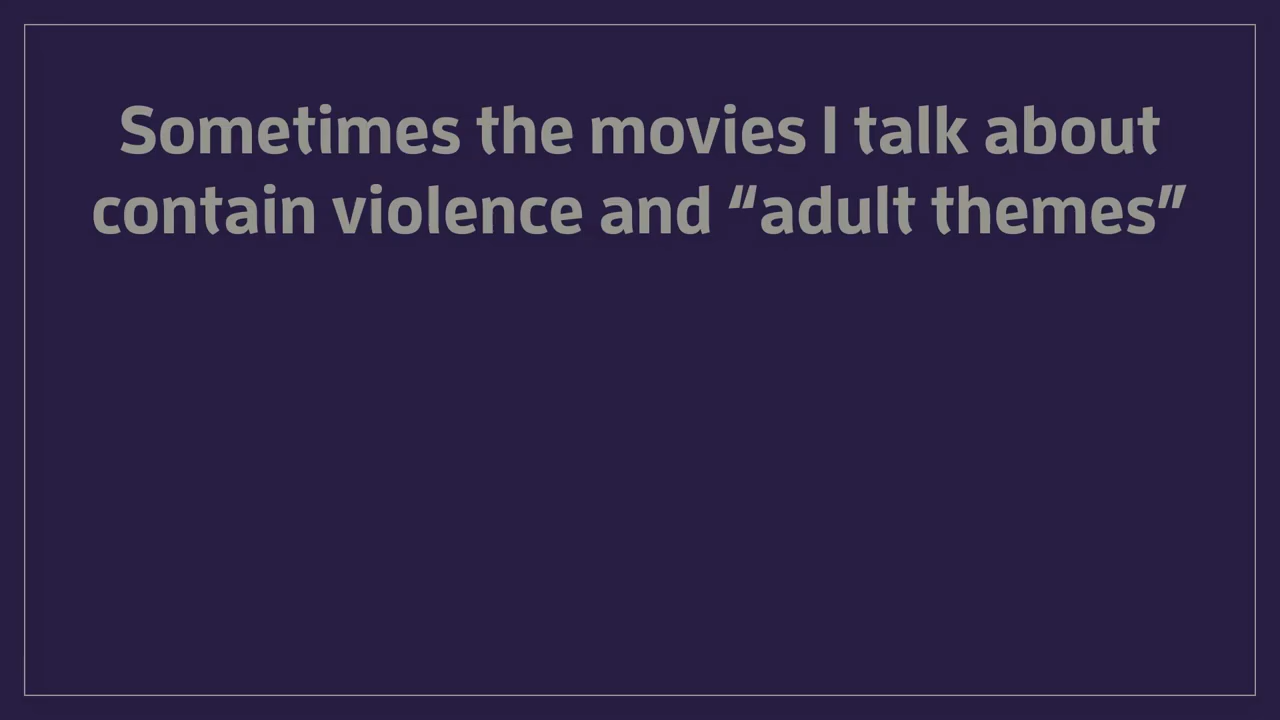 Sometimes the movies I talk about
contain violence and “adult themes”